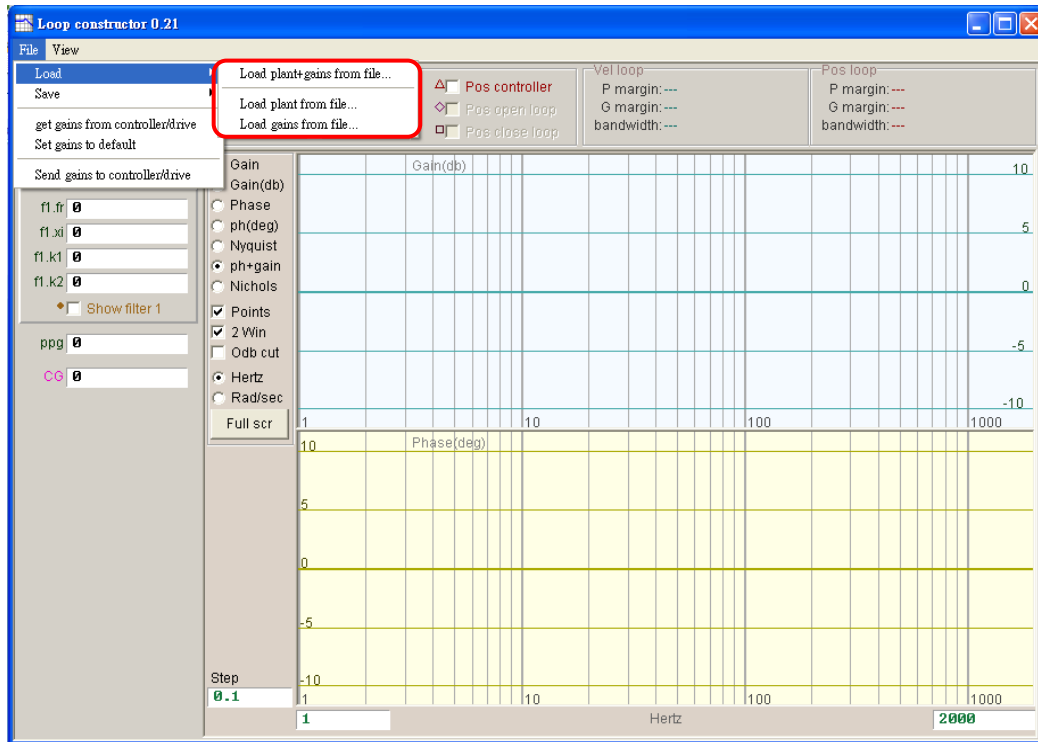 Loop constructor 0.21
File View
Load
Save
get gains from controller/drive
Set gains to default
Send gains to controller/drive
Load plant+gains from file...
Load plant from file...
Load gains from file...
Pos controller
Pos open loop
Pos close loop
Vel loop
P margin: ---
G margin: ---
bandwidth: ---
Pos loop
P margin: ---
G margin: ---
bandwidth: ---
f1.fr 0
f1.xi 0
f1.k1 0
f1.k2 0
Show filter 1
ppg 0
CG 0
Gain
Gain(db)
Phase
ph(deg)
Nyquist
ph+gain
Nichols
Points
2 Win
Odb cut
Hertz
Rad/sec
Full scr
Step
0.1
Gain(db)
10
5
0
-5
-10
1 10 100 1000
Phase(deg)
10
5
0
-5
-10
1 10 100 1000
1 Hertz 2000